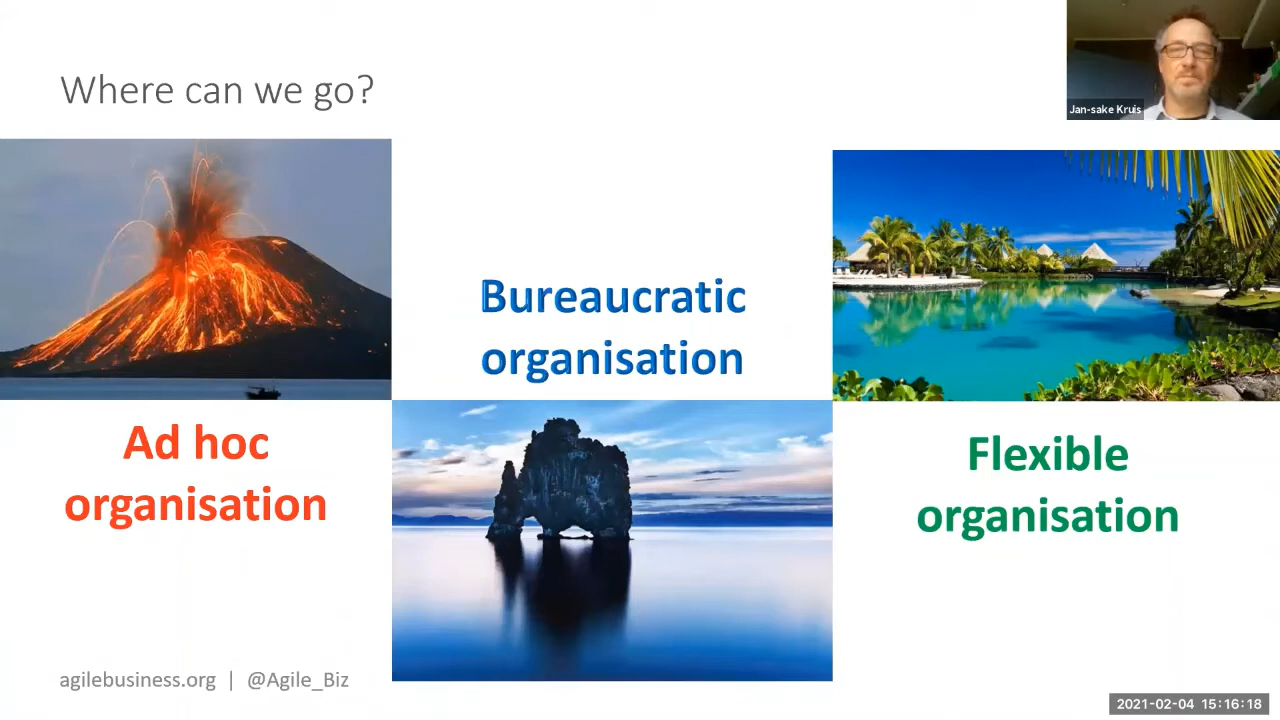 Where can we go?
Jan-sake Kruis
Bureaucratic
organisation
Ad hoc
organisation
Flexible
organisation
agilebusiness.org | @Agile_Biz
2021-02-04 15:16:18